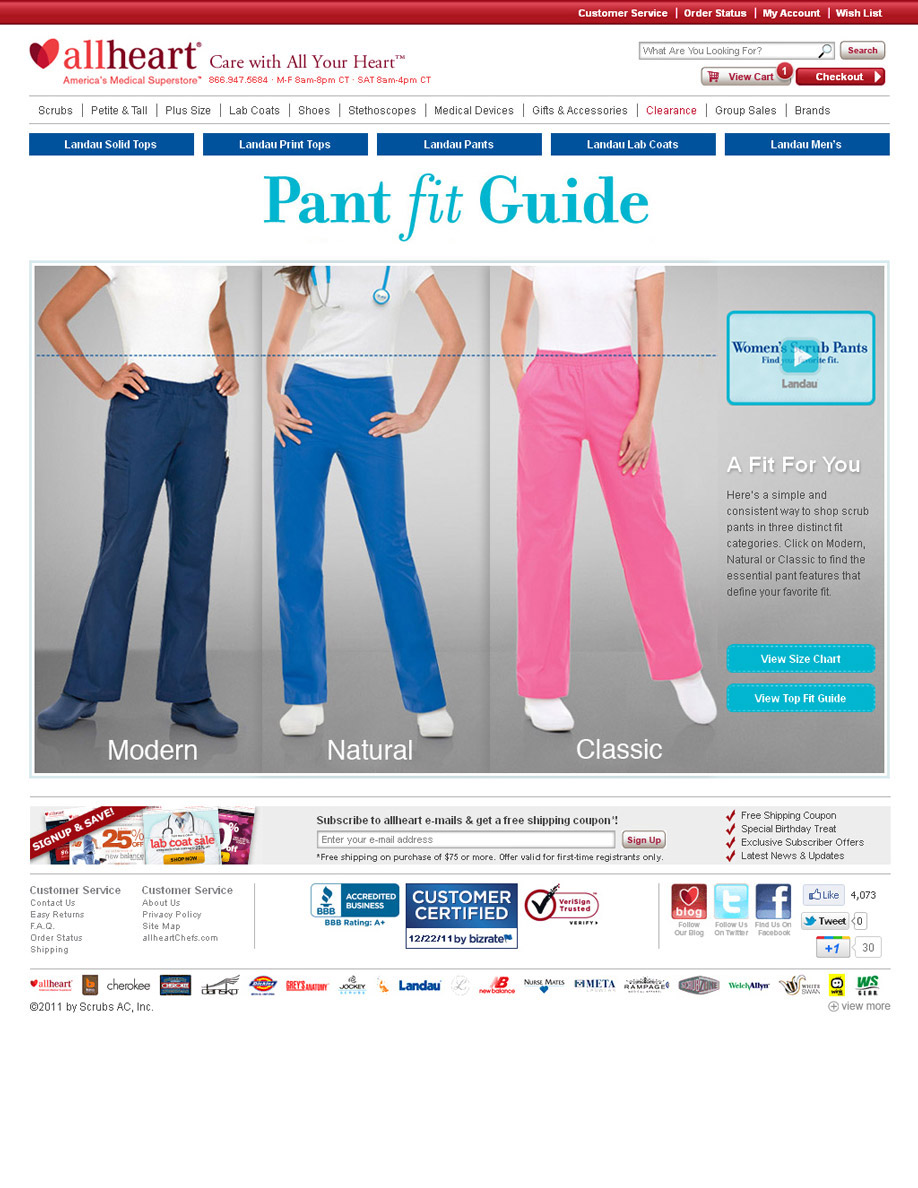 Customer Service | Order Status | My Account | Wish List
allheart®
Care with All Your Heart™
America's Medical Superstore™
866.947.5684 · M-F 8am-8pm CT · SAT 8am-4pm CT
What Are You Looking For?
Search
View Cart
1
Checkout
Scrubs | Petite & Tall | Plus Size | Lab Coats | Shoes | Stethoscopes | Medical Devices | Gifts & Accessories | Clearance | Group Sales | Brands
Landau Solid Tops
Landau Print Tops
Landau Pants
Landau Lab Coats
Landau Men's
Pant fit Guide
Women's Scrub Pants
Find your favorite fit.
Landau
A Fit For You
Here's a simple and
consistent way to shop scrub
pants in three distinct fit
categories. Click on Modern,
Natural or Classic to find the
essential pant features that
define your favorite fit.
View Size Chart
View Top Fit Guide
Modern
Natural
Classic
SIGNUP & SAVE!
allheart
25%
OFF
new balance
lab coat sale
SHOP NOW
off
Subscribe to allheart e-mails & get a free shipping coupon*!
Enter your e-mail address
Sign Up
*Free shipping on purchase of $75 or more. Offer valid for first-time registrants only.
Free Shipping Coupon
Special Birthday Treat
Exclusive Subscriber Offers
Latest News & Updates
Customer Service
Contact Us
Easy Returns
F.A.Q.
Order Status
Shipping
Customer Service
About Us
Privacy Policy
Site Map
allheartChefs.com
BBB
ACCREDITED
BUSINESS
BBB Rating: A+
CUSTOMER
CERTIFIED
12/22/11 by bizrate
VeriSign
Trusted
VERIFY
blog
Follow
Our Blog
Follow Us
On Twitter
Find Us On
Facebook
Like
4,073
Tweet
0
+1
30
allheart
cherokee
CHEROKEE
dansko
Dickies
GREY'S ANATOMY
JOCKEY
SCRUBS
Landau
new balance
NURSE MATES
META
RAMPAGE
WelchAllyn
WHITE
SWAN
WS
GEAR
©2011 by Scrubs AC, Inc.
view more